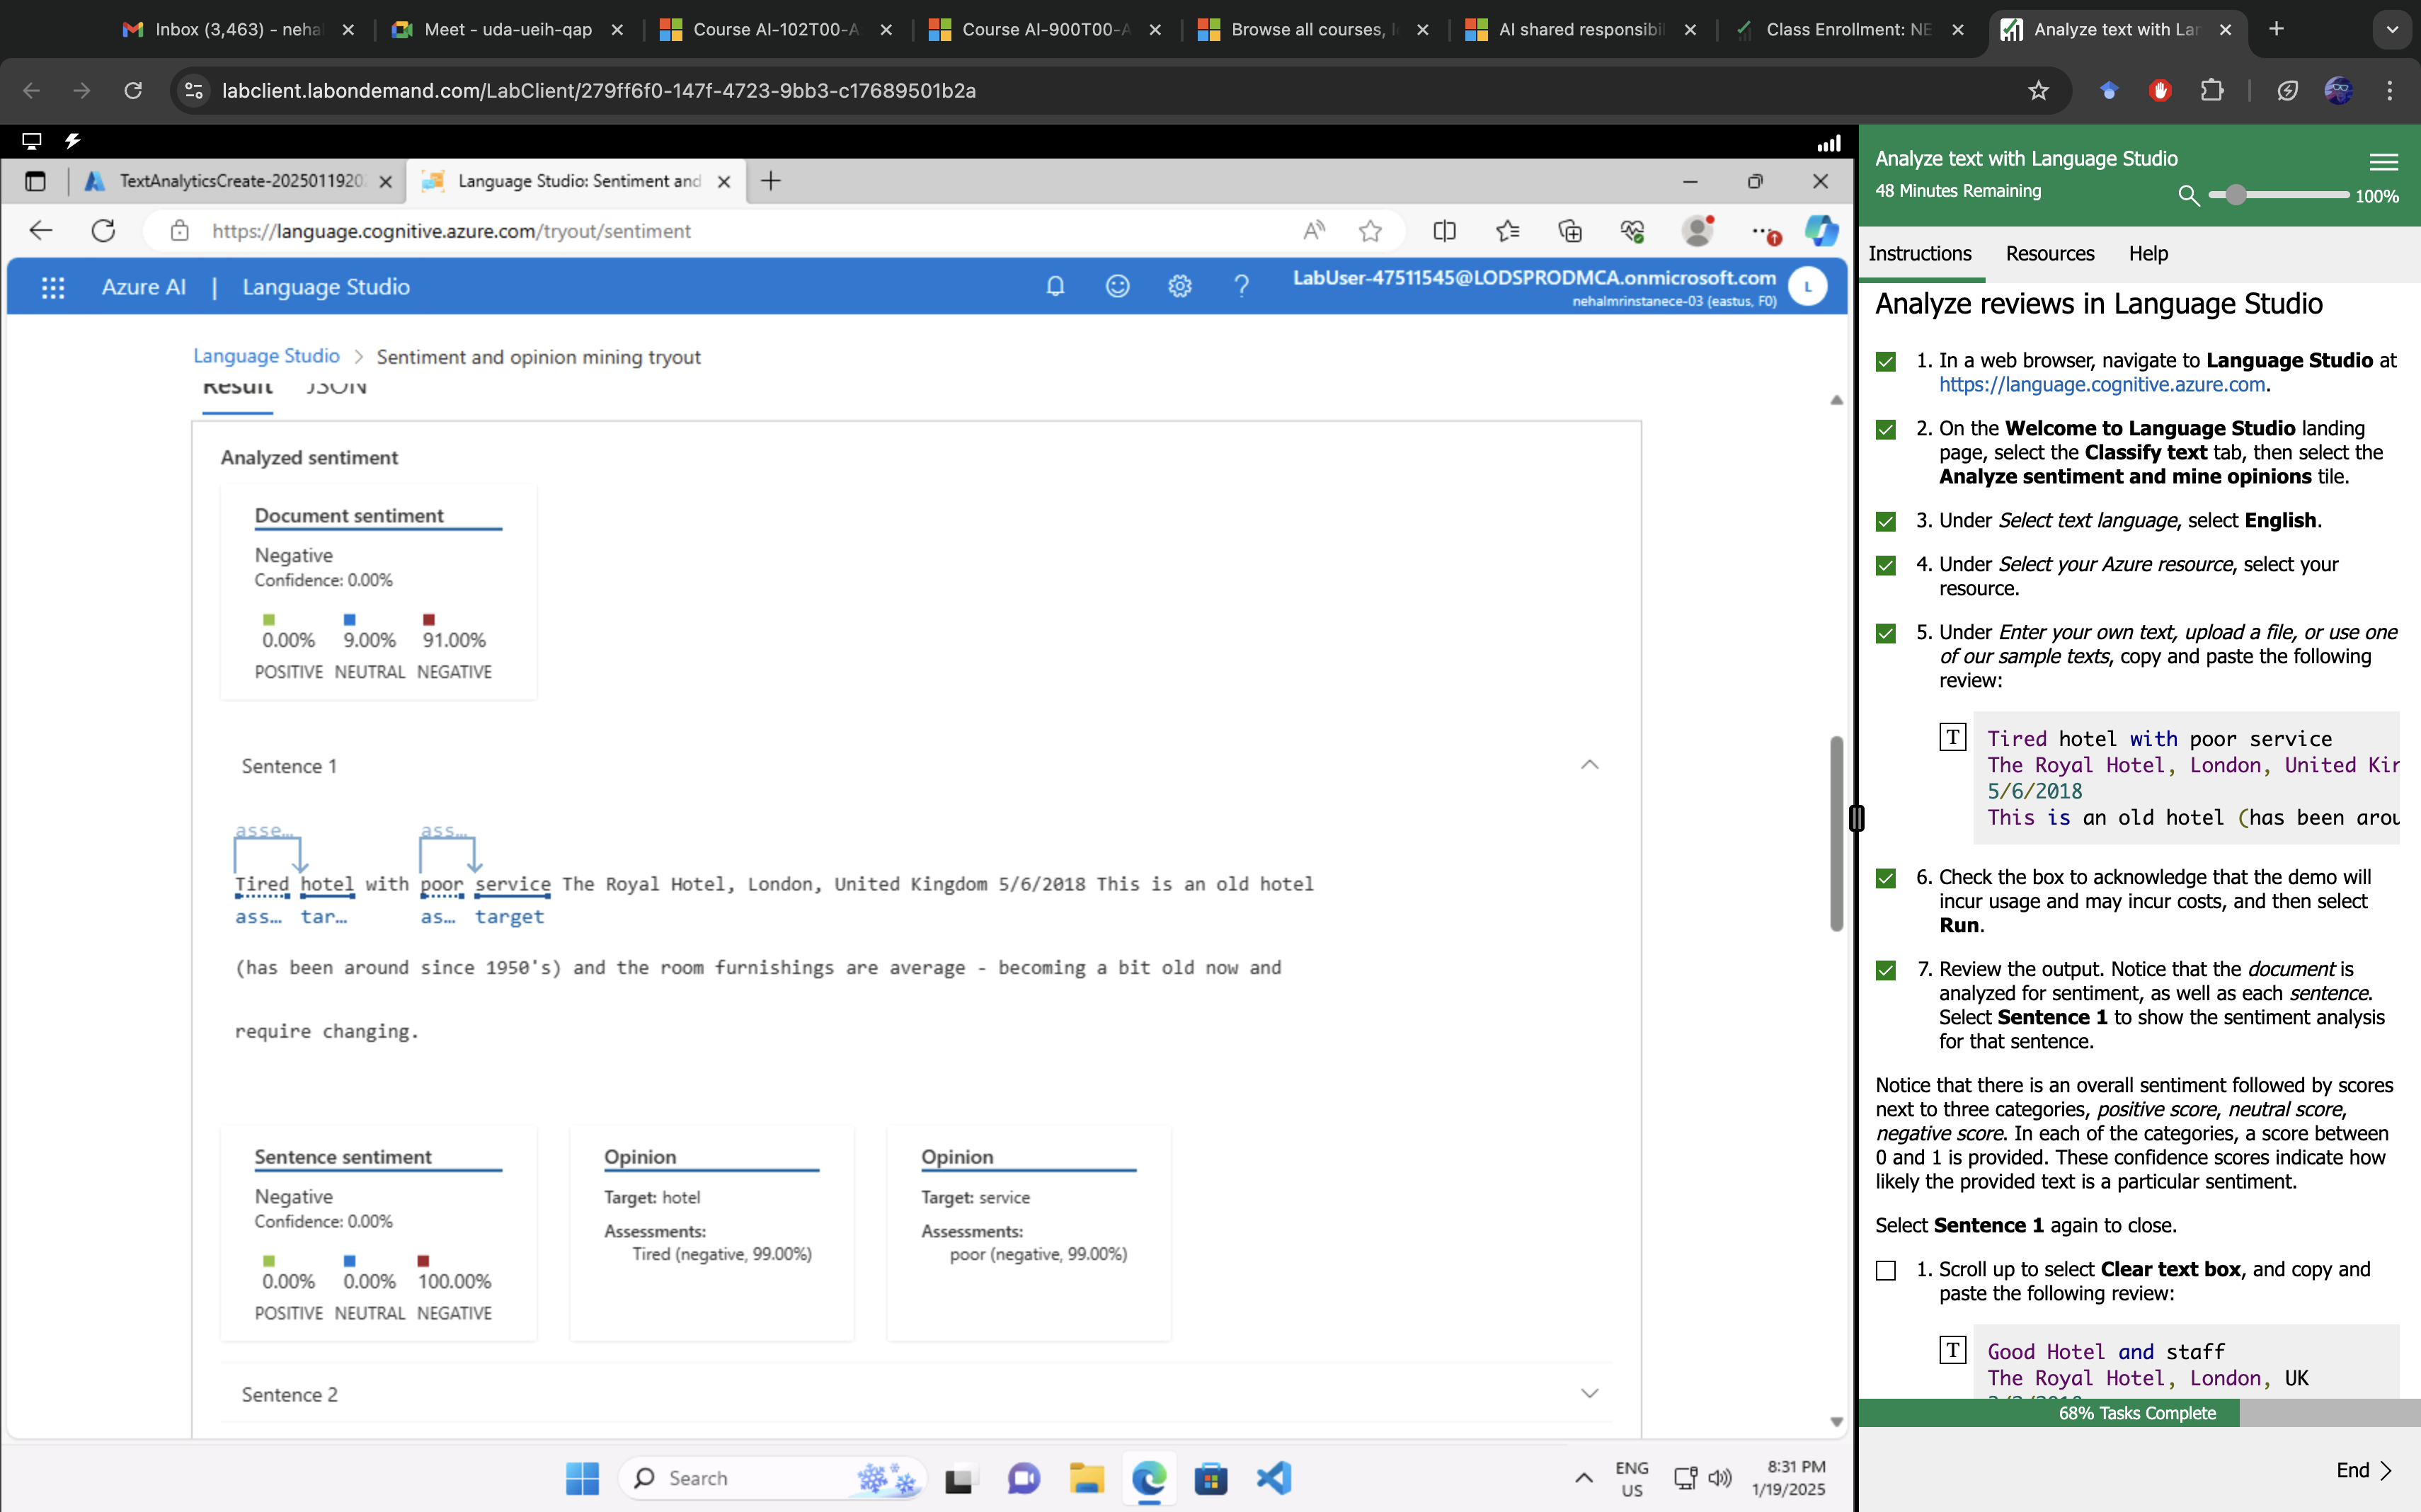 Inbox (3,463) - neha
Meet - uda-ueih-qap
Course AI-102T00-A
Course AI-900T00-A
Browse all courses, l
AI shared responsibil
Class Enrollment: NE
Analyze text with Lan
labclient.labondemand.com/LabClient/279ff6f0-147f-4723-9bb3-c17689501b2a
TextAnalyticsCreate-202501192
Language Studio: Sentiment and
https://language.cognitive.azure.com/tryout/sentiment
Azure AI | Language Studio
LabUser-47511545@LODSPRODMCA.onmicrosoft.com
nehalmrinstanece-03 (eastus, F0)
L
Language Studio > Sentiment and opinion mining tryout
Result JSON
Analyzed sentiment
Document sentiment
Negative
Confidence: 0.00%
0.00% 9.00% 91.00%
POSITIVE NEUTRAL NEGATIVE
Sentence 1
asse... ass...
Tired hotel with poor service The Royal Hotel, London, United Kingdom 5/6/2018 This is an old hotel
ass... tar... as... target
(has been around since 1950's) and the room furnishings are average - becoming a bit old now and
require changing.
Sentence sentiment
Negative
Confidence: 0.00%
0.00% 0.00% 100.00%
POSITIVE NEUTRAL NEGATIVE
Opinion
Target: hotel
Assessments:
Tired (negative, 99.00%)
Opinion
Target: service
Assessments:
poor (negative, 99.00%)
Sentence 2
Search
ENG
US
8:31 PM
1/19/2025
Analyze text with Language Studio
48 Minutes Remaining
100%
Instructions Resources Help
Analyze reviews in Language Studio
1. In a web browser, navigate to Language Studio at
https://language.cognitive.azure.com.
2. On the Welcome to Language Studio landing
page, select the Classify text tab, then select the
Analyze sentiment and mine opinions tile.
3. Under Select text language, select English.
4. Under Select your Azure resource, select your
resource.
5. Under Enter your own text, upload a file, or use one
of our sample texts, copy and paste the following
review:
T
Tired hotel with poor service
The Royal Hotel, London, United Kin
5/6/2018
This is an old hotel (has been arou
6. Check the box to acknowledge that the demo will
incur usage and may incur costs, and then select
Run.
7. Review the output. Notice that the document is
analyzed for sentiment, as well as each sentence.
Select Sentence 1 to show the sentiment analysis
for that sentence.
Notice that there is an overall sentiment followed by scores
next to three categories, positive score, neutral score,
negative score. In each of the categories, a score between
0 and 1 is provided. These confidence scores indicate how
likely the provided text is a particular sentiment.
Select Sentence 1 again to close.
1. Scroll up to select Clear text box, and copy and
paste the following review:
T
Good Hotel and staff
The Royal Hotel, London, UK
68% Tasks Complete
End